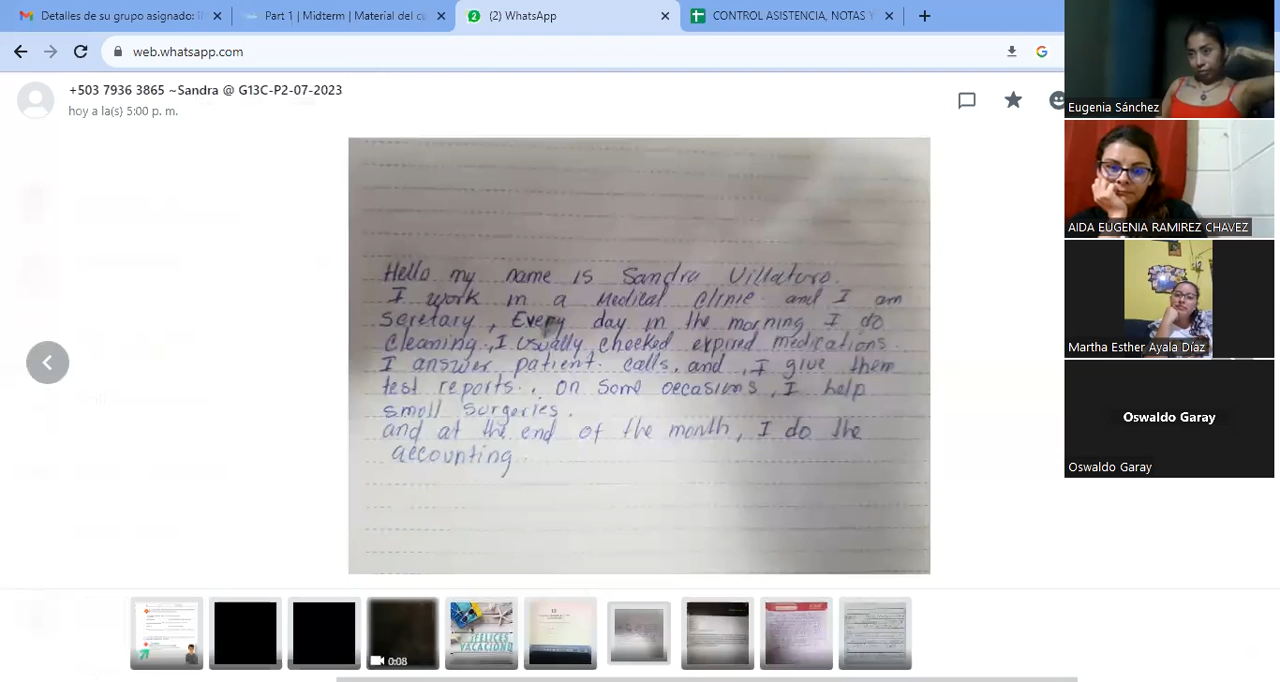 Detalles de su grupo asignado: i
Part 1 | Midterm | Material del cu
(2) WhatsApp
CONTROL ASISTENCIA, NOTAS Y
web.whatsapp.com
+503 7936 3865 ~Sandra @ G13C-P2-07-2023
hoy a la(s) 5:00 p. m.
Hello my name is Sandra Villatoro.
I work in a Medical Clinic and I am
Seretary, Every day in the morning I do
Cleaning, I usually checked expired medications.
I answer patient calls, and, I give them
test reports. On some occasions, I help
small surgeries.
and at the end of the month, I do the
accounting.
Eugenia Sánchez
AIDA EUGENIA RAMIREZ CHAVEZ
Martha Esther Ayala Díaz
Oswaldo Garay
Oswaldo Garay
0:08
¡FELICES
VACACION